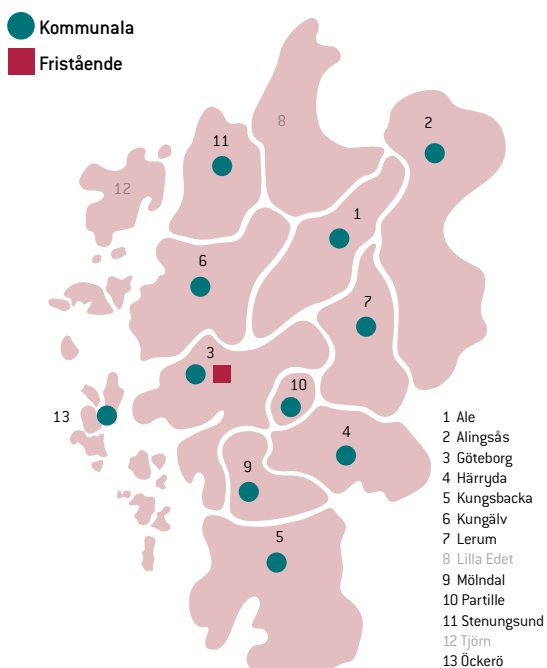 Kommunala
Fristående
8
2
11
12
1
6
7
3
10
13
4
9
5
1 Ale
2 Alingsås
3 Göteborg
4 Härryda
5 Kungsbacka
6 Kungälv
7 Lerum
8 Lilla Edet
9 Mölndal
10 Partille
11 Stenungsund
12 Tjörn
13 Öckerö